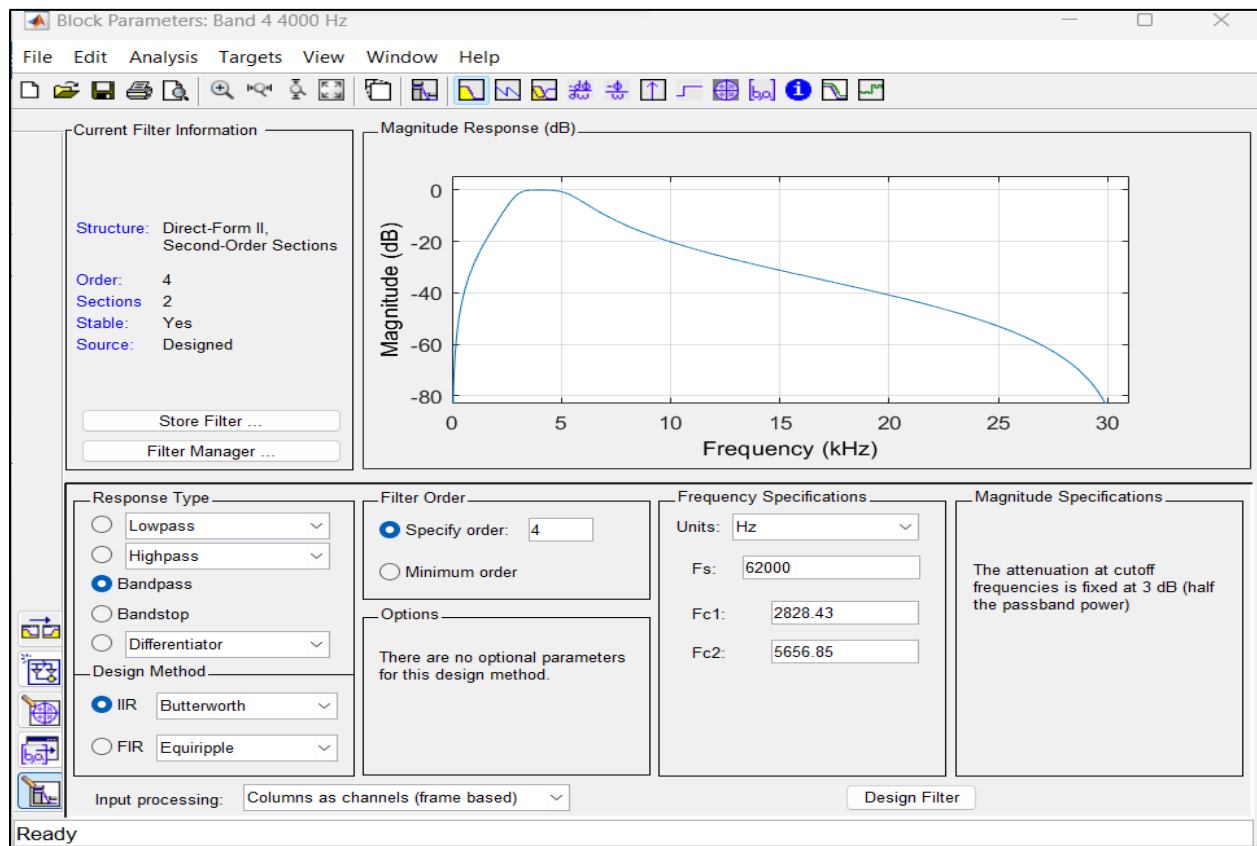 Block Parameters: Band 4 4000 Hz
File Edit Analysis Targets View Window Help
Current Filter Information
Structure: Direct-Form II,
Second-Order Sections
Order: 4
Sections 2
Stable: Yes
Source: Designed
Store Filter ...
Filter Manager ...
Magnitude Response (dB)
Magnitude (dB)
0
-20
-40
-60
-80
0 5 10 15 20 25 30
Frequency (kHz)
Response Type
Lowpass
Highpass
Bandpass
Bandstop
Differentiator
Design Method
IIR Butterworth
FIR Equiripple
Filter Order
Specify order: 4
Minimum order
Options
There are no optional parameters
for this design method.
Frequency Specifications
Units: Hz
Fs: 62000
Fc1: 2828.43
Fc2: 5656.85
Magnitude Specifications
The attenuation at cutoff
frequencies is fixed at 3 dB (half
the passband power)
Input processing: Columns as channels (frame based)
Design Filter
Ready